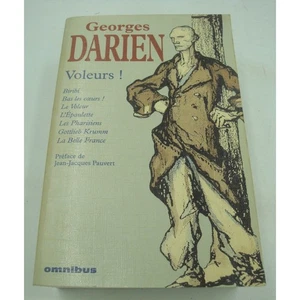 Georges
DARIEN
Voleurs !
Biribi
Bas les cœurs !
Le Voleur
L'Épaulette
Les Pharisiens
Gottlieb Krumm
La Belle France
Préface de
Jean-Jacques Pauvert
omnibus